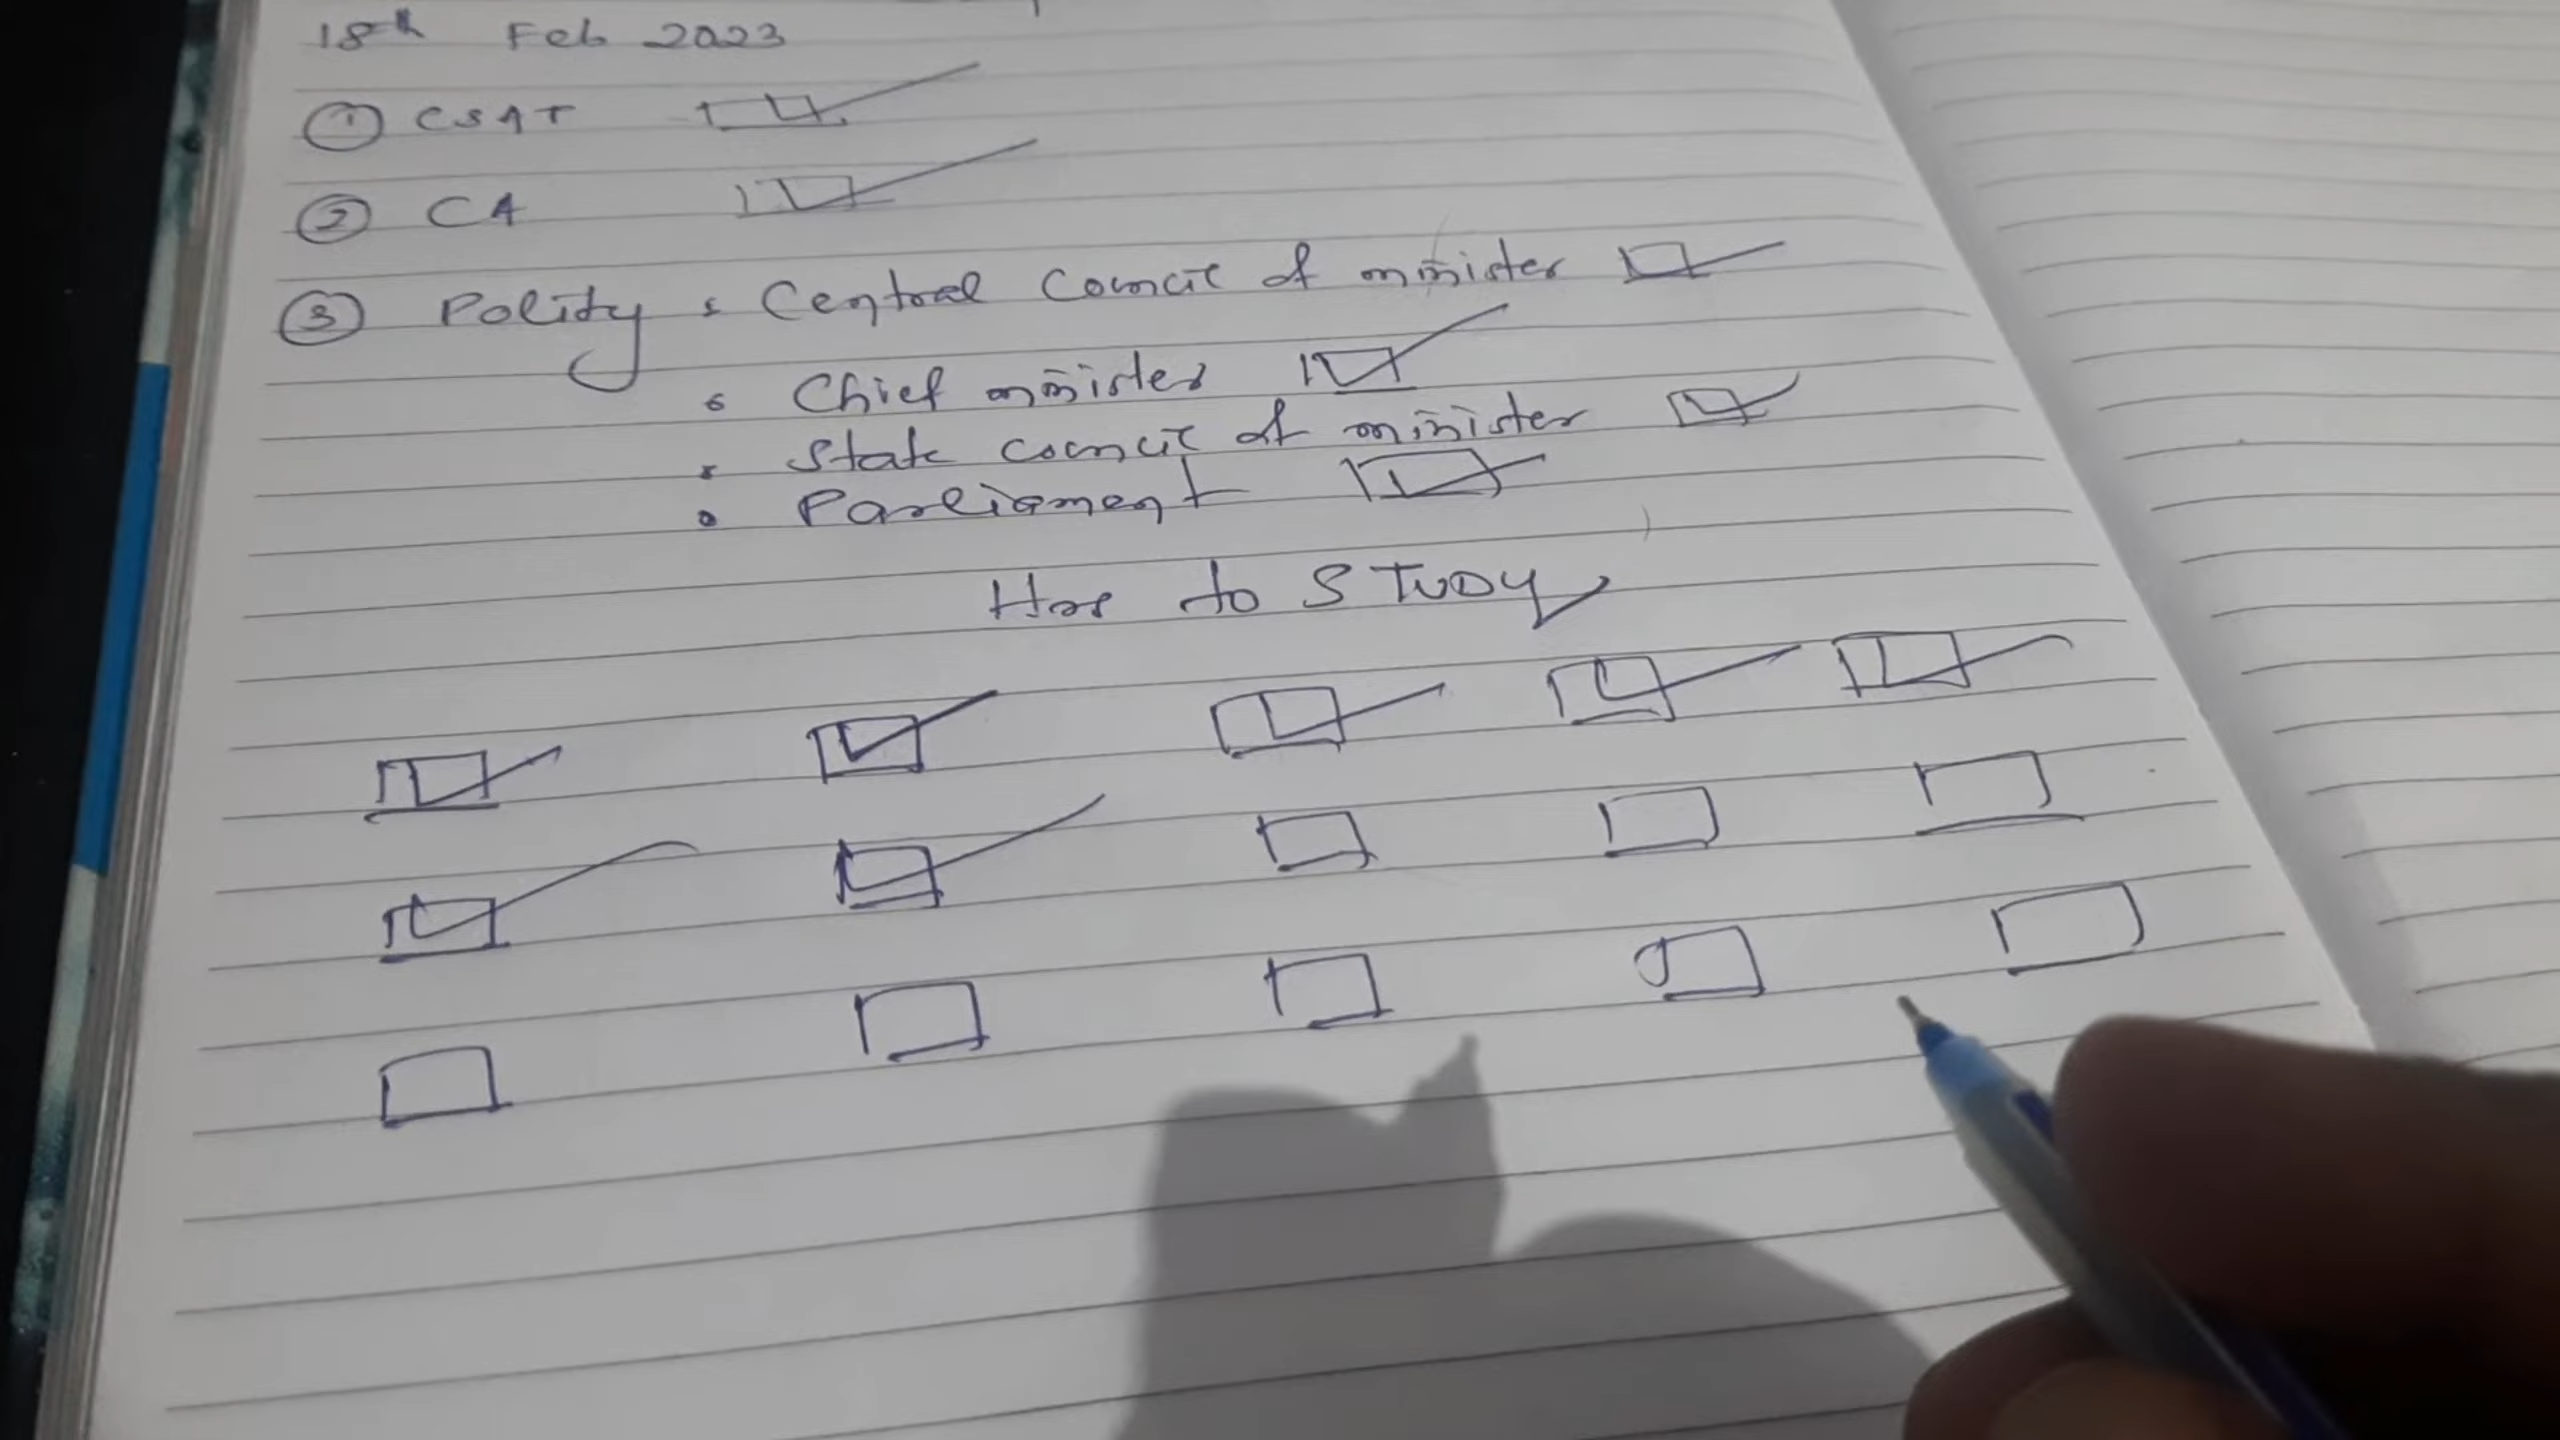 18th Feb 2023
① CSAT
② CA
③ Polity • Central Council of minister
• Chief minister
• State council of minister
• Parliament
Hrs to STUDY